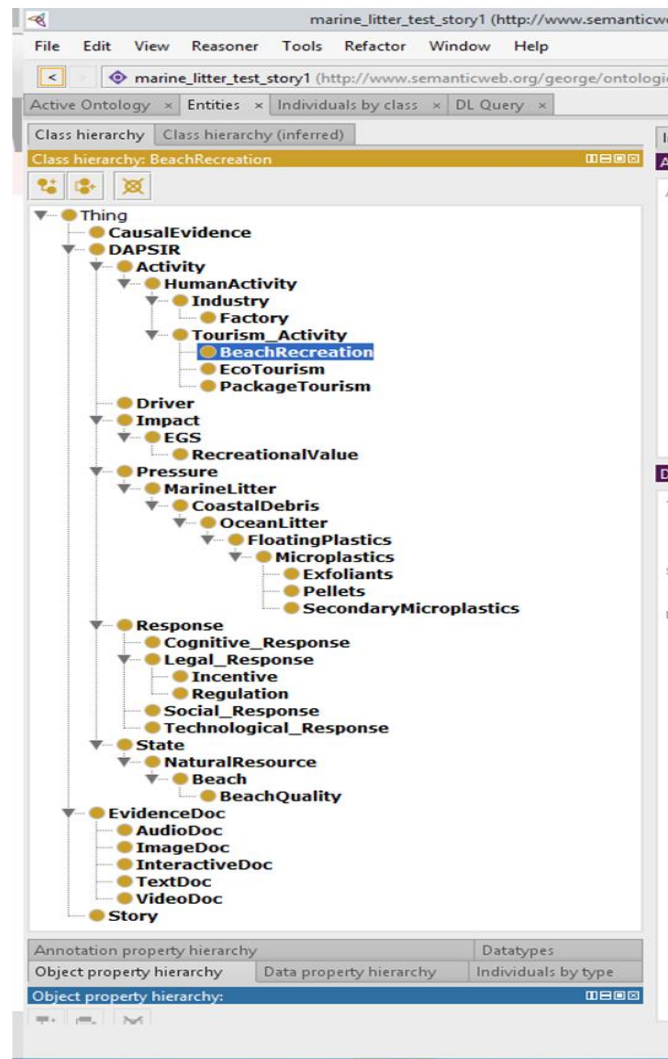 marine_litter_test_story1 (http://www.semanticwe
File Edit View Reasoner Tools Refactor Window Help
< > marine_litter_test_story1 (http://www.semanticweb.org/george/ontologie
Active Ontology × Entities × Individuals by class × DL Query ×
Class hierarchy Class hierarchy (inferred)
Class hierarchy: BeachRecreation
Thing
CausalEvidence
DAPSIR
Activity
HumanActivity
Industry
Factory
Tourism_Activity
BeachRecreation
EcoTourism
PackageTourism
Driver
Impact
EGS
RecreationalValue
Pressure
MarineLitter
CoastalDebris
OceanLitter
FloatingPlastics
Microplastics
Exfoliants
Pellets
SecondaryMicroplastics
Response
Cognitive_Response
Legal_Response
Incentive
Regulation
Social_Response
Technological_Response
State
NaturalResource
Beach
BeachQuality
EvidenceDoc
AudioDoc
ImageDoc
InteractiveDoc
TextDoc
VideoDoc
Story
Annotation property hierarchy Datatypes
Object property hierarchy Data property hierarchy Individuals by type
Object property hierarchy: